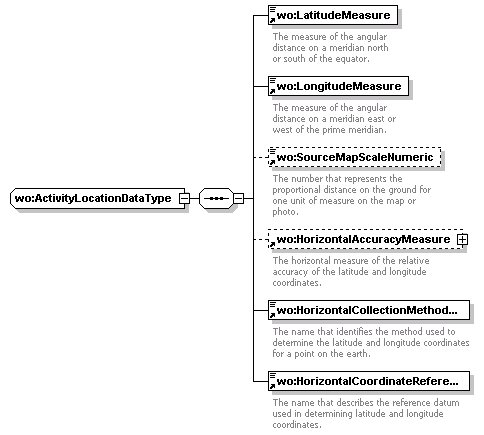 wo:LatitudeMeasure
The measure of the angular
distance on a meridian north
or south of the equator.
wo:LongitudeMeasure
The measure of the angular
distance on a meridian east or
west of the prime meridian.
wo:SourceMapScaleNumeric
The number that represents the
proportional distance on the ground for
one unit of measure on the map or
photo.
wo:ActivityLocationDataType
wo:HorizontalAccuracyMeasure
The horizontal measure of the relative
accuracy of the latitude and longitude
coordinates.
wo:HorizontalCollectionMethod...
The name that identifies the method used to
determine the latitude and longitude coordinates
for a point on the earth.
wo:HorizontalCoordinateRefere...
The name that describes the reference datum
used in determining latitude and longitude
coordinates.